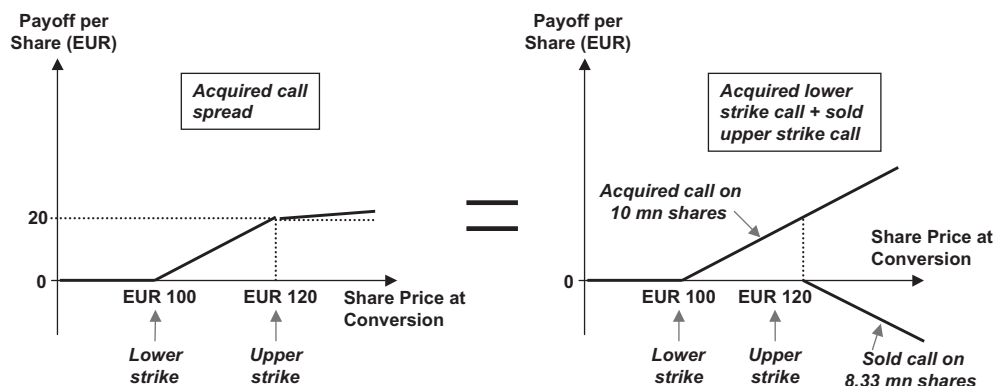 Payoff per
Share (EUR)
Acquired call
spread
20
0
EUR 100
EUR 120
Share Price at
Conversion
Lower
strike
Upper
strike
=
Payoff per
Share (EUR)
Acquired lower
strike call + sold
upper strike call
Acquired call on
10 mn shares
Share Price at
Conversion
0
EUR 100
EUR 120
Lower
strike
Upper
strike
Sold call on
8.33 mn shares